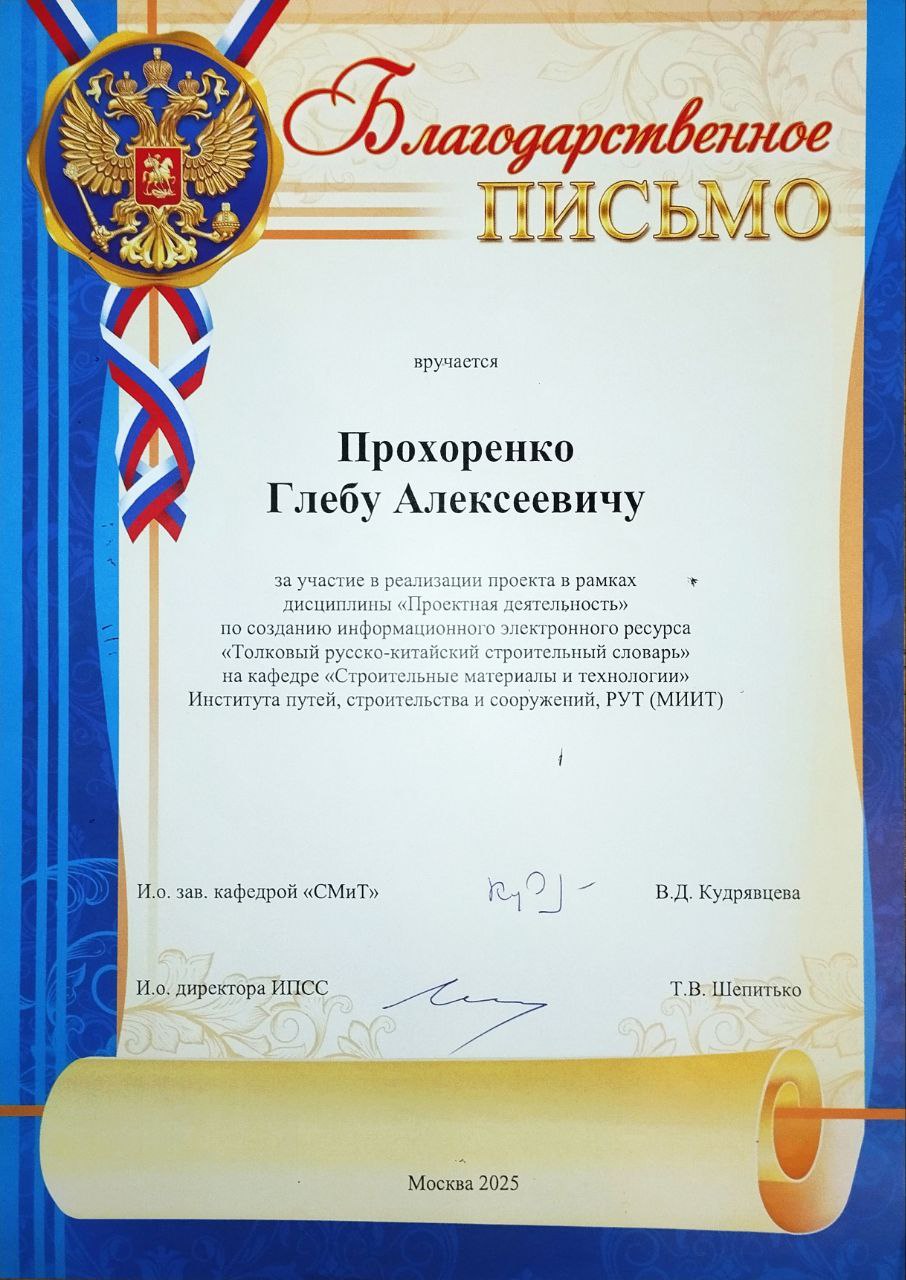 Благодарственное
ПИСЬМО
вручается
Прохоренко
Глебу Алексеевичу
за участие в реализации проекта в рамках
дисциплины «Проектная деятельность»
по созданию информационного электронного ресурса
«Толковый русско-китайский строительный словарь»
на кафедре «Строительные материалы и технологии»
Института путей, строительства и сооружений, РУТ (МИИТ)
И.о. зав. кафедрой «СМиТ» В.Д. Кудрявцева
И.о. директора ИПСС Т.В. Шепитько
Москва 2025